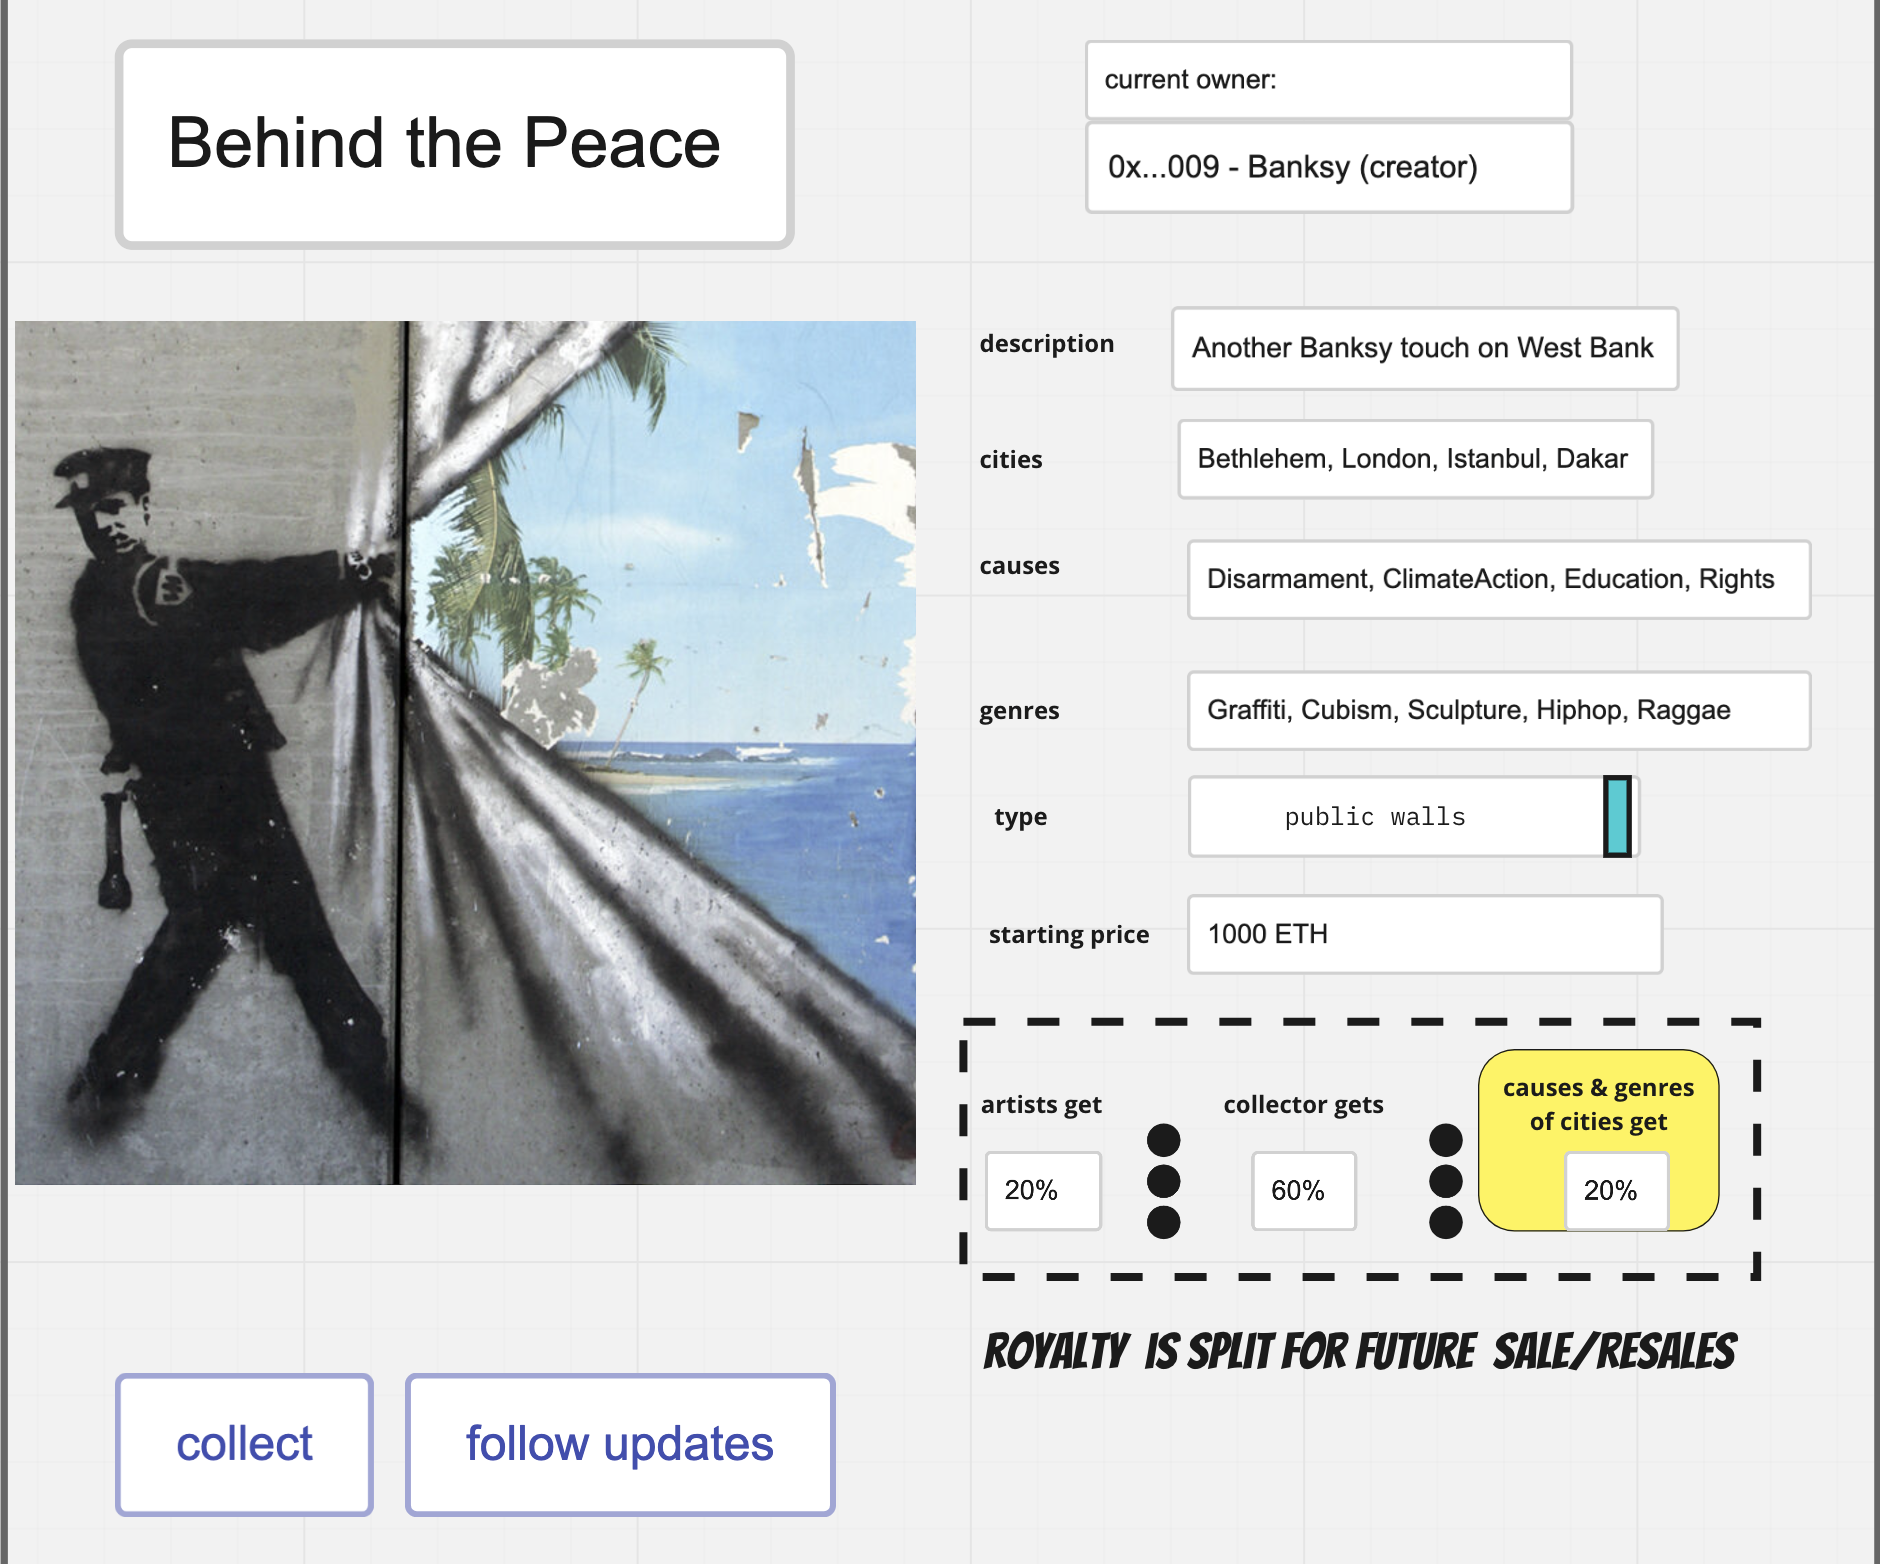 Behind the Peace
current owner:
0x...009 - Banksy (creator)
description
Another Banksy touch on West Bank
cities
Bethlehem, London, Istanbul, Dakar
causes
Disarmament, ClimateAction, Education, Rights
genres
Graffiti, Cubism, Sculpture, Hiphop, Raggae
type
public walls
starting price
1000 ETH
artists get
20%
collector gets
60%
causes & genres
of cities get
20%
ROYALTY IS SPLIT FOR FUTURE SALE/RESALES
collect
follow updates